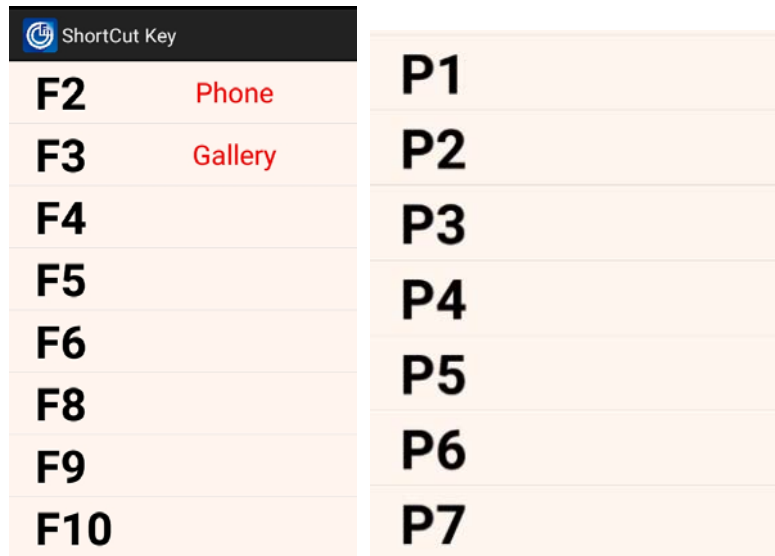 ShortCut Key
F2 Phone
F3 Gallery
F4
F5
F6
F8
F9
F10
P1
P2
P3
P4
P5
P6
P7